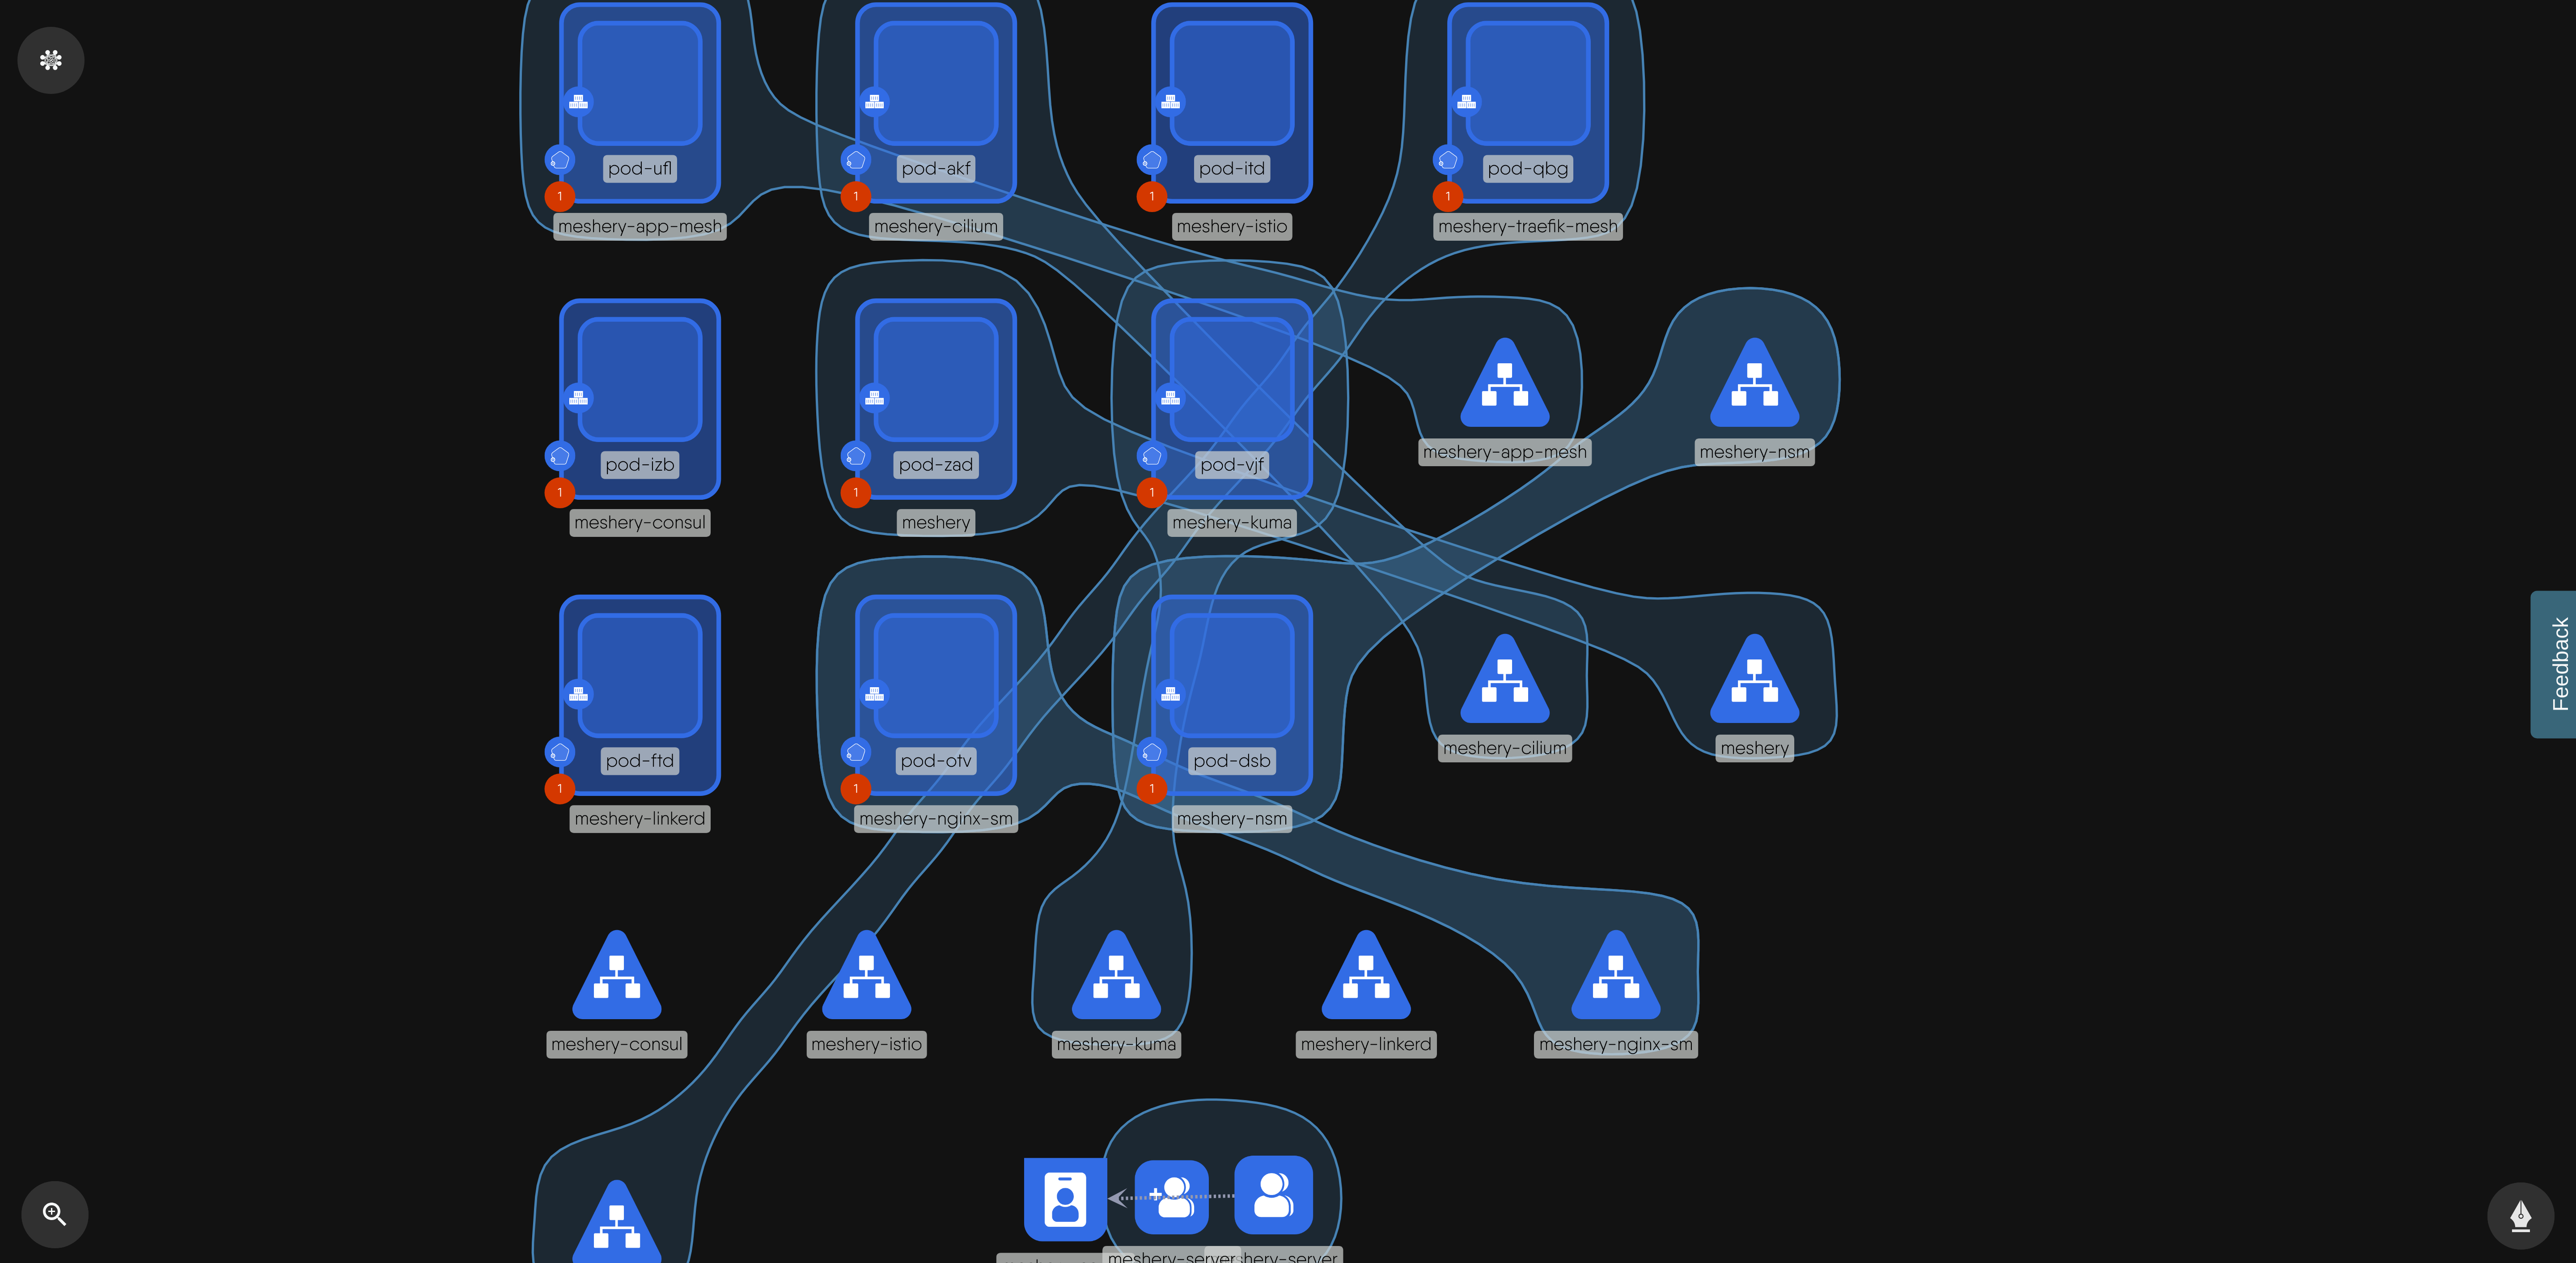 pod-ufl
pod-akf
pod-itd
pod-qbg
1
1
1
1
meshery-app-mesh
meshery-cilium
meshery-istio
meshery-traefik-mesh
pod-izb
pod-zad
pod-vjf
meshery-app-mesh
meshery-nsm
1
1
1
meshery-consul
meshery
meshery-kuma
Feedback
pod-ftd
pod-otv
pod-dsb
meshery-cilium
meshery
1
1
1
meshery-linkerd
meshery-nginx-sm
meshery-nsm
meshery-consul
meshery-istio
meshery-kuma
meshery-linkerd
meshery-nginx-sm
meshery-server